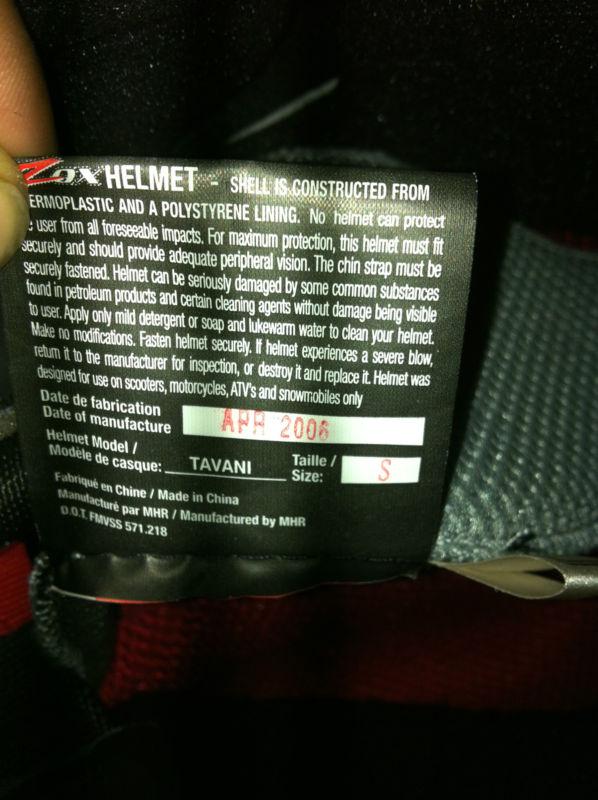 Zox HELMET - SHELL IS CONSTRUCTED FROM
ERMOPLASTIC AND A POLYSTYRENE LINING. No helmet can protect
e user from all foreseeable impacts. For maximum protection, this helmet must fit
securely and should provide adequate peripheral vision. The chin strap must be
securely fastened. Helmet can be seriously damaged by some common substances
found in petroleum products and certain cleaning agents without damage being visible
to user. Apply only mild detergent or soap and lukewarm water to clean your helmet.
Make no modifications. Fasten helmet securely. If helmet experiences a severe blow,
return it to the manufacturer for inspection, or destroy it and replace it. Helmet was
designed for use on scooters, motorcycles, ATV's and snowmobiles only
Date de fabrication
Date of manufacture APR 2006
Helmet Model /
Modèle de casque: TAVANI Taille /
Size: S
Fabriqué en Chine / Made in China
Manufacturé par MHR / Manufactured by MHR
D.O.T. FMVSS 571.218